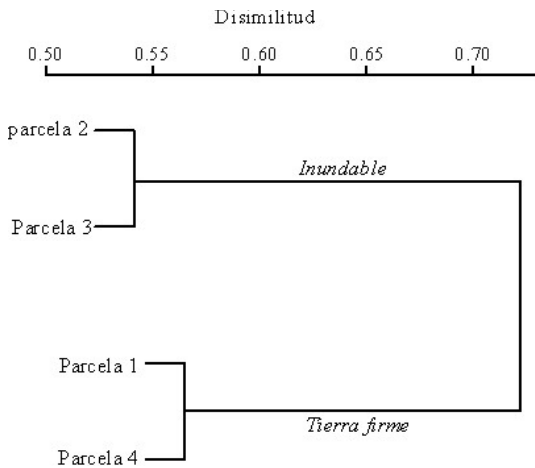 Disimilitud
0.50 0.55 0.60 0.65 0.70
parcela 2
Inundable
Parcela 3
Parcela 1
Tierra firme
Parcela 4